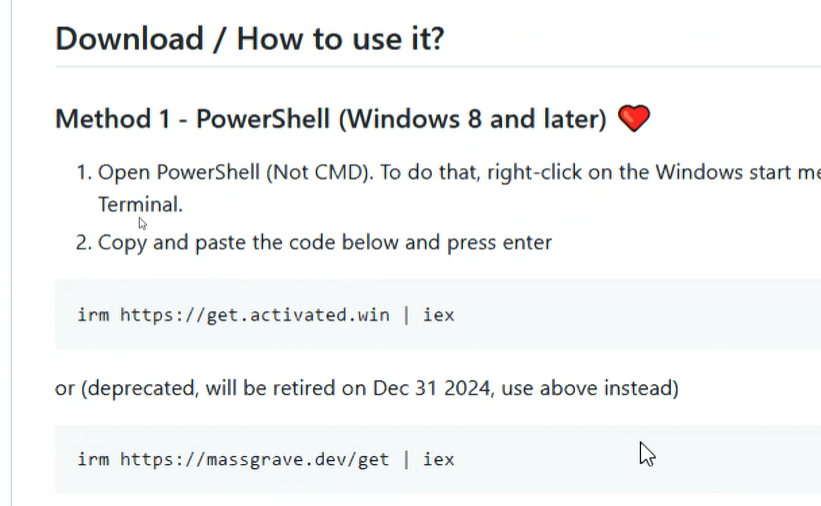 Download / How to use it?
Method 1 - PowerShell (Windows 8 and later) ❤️
1. Open PowerShell (Not CMD). To do that, right-click on the Windows start
Terminal.
2. Copy and paste the code below and press enter
irm https://get.activated.win | iex
or (deprecated, will be retired on Dec 31 2024, use above instead)
irm https://massgrave.dev/get | iex